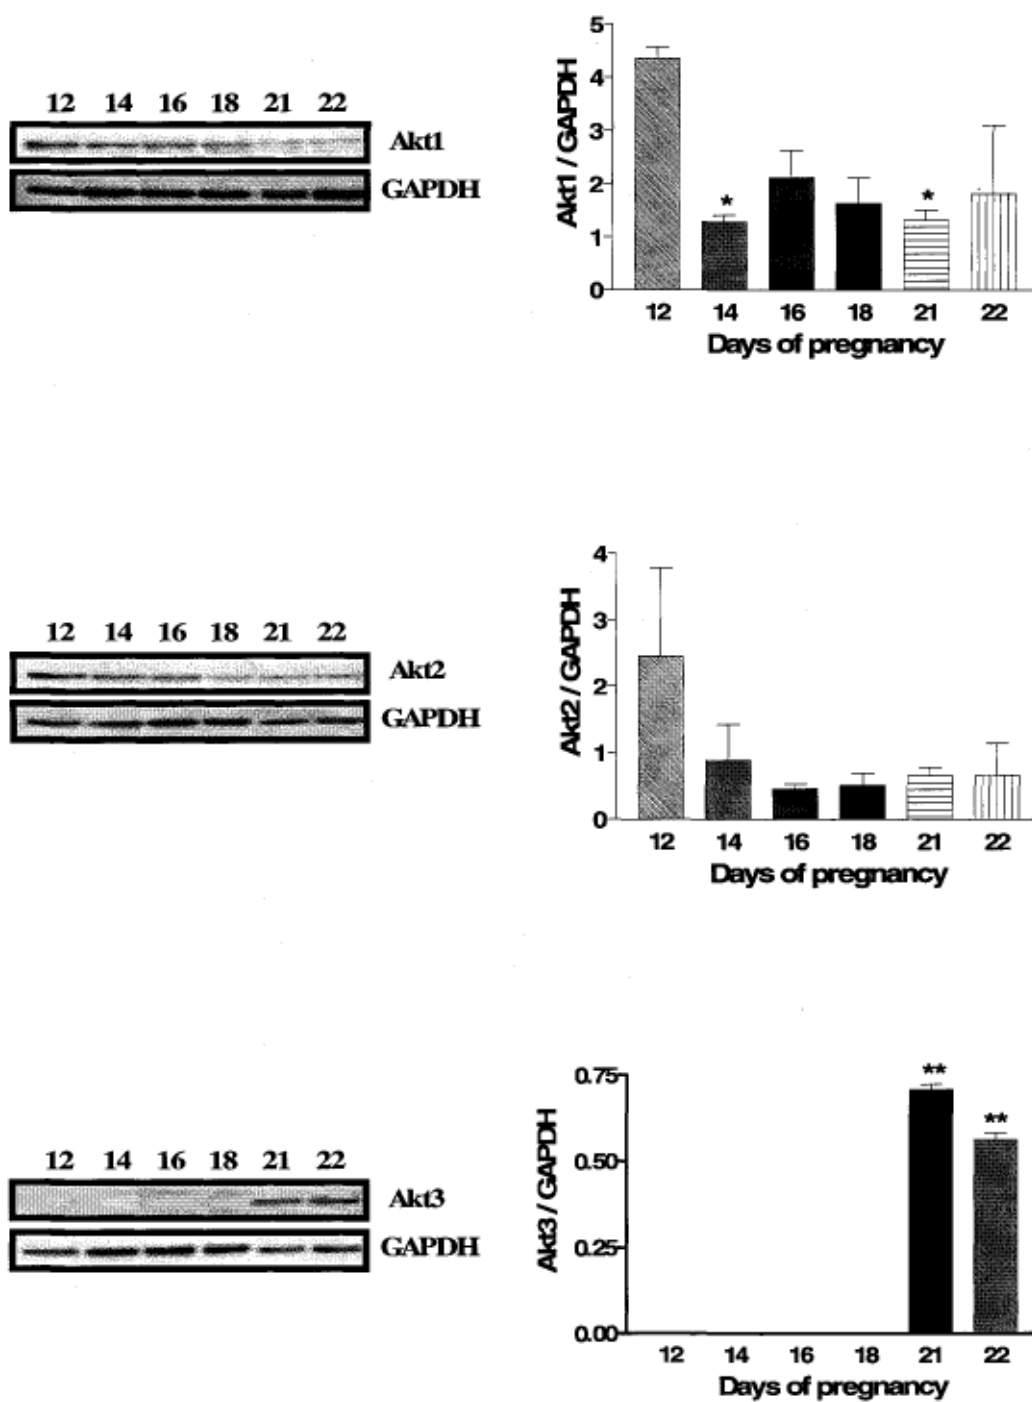 12 14 16 18 21 22
Akt1
GAPDH
5
4
3
2
1
0
Akt1 / GAPDH
*
*
12 14 16 18 21 22
Days of pregnancy
12 14 16 18 21 22
Akt2
GAPDH
4
3
2
1
0
Akt2 / GAPDH
12 14 16 18 21 22
Days of pregnancy
12 14 16 18 21 22
Akt3
GAPDH
0.75
0.50
0.25
0.00
Akt3 / GAPDH
**
**
12 14 16 18 21 22
Days of pregnancy